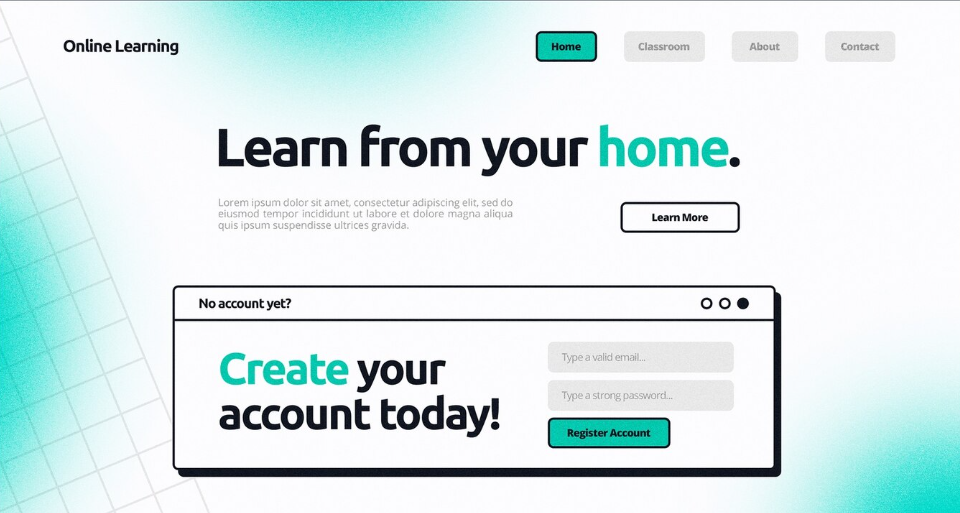 Online Learning
Home
Classroom
About
Contact
Learn from your home.
Lorem ipsum dolor sit amet, consectetur adipiscing elit, sed do
eiusmod tempor incididunt ut labore et dolore magna aliqua
quis ipsum suspendisse ultrices gravida.
Learn More
No account yet?
Create your
account today!
Type a valid email...
Type a strong password...
Register Account